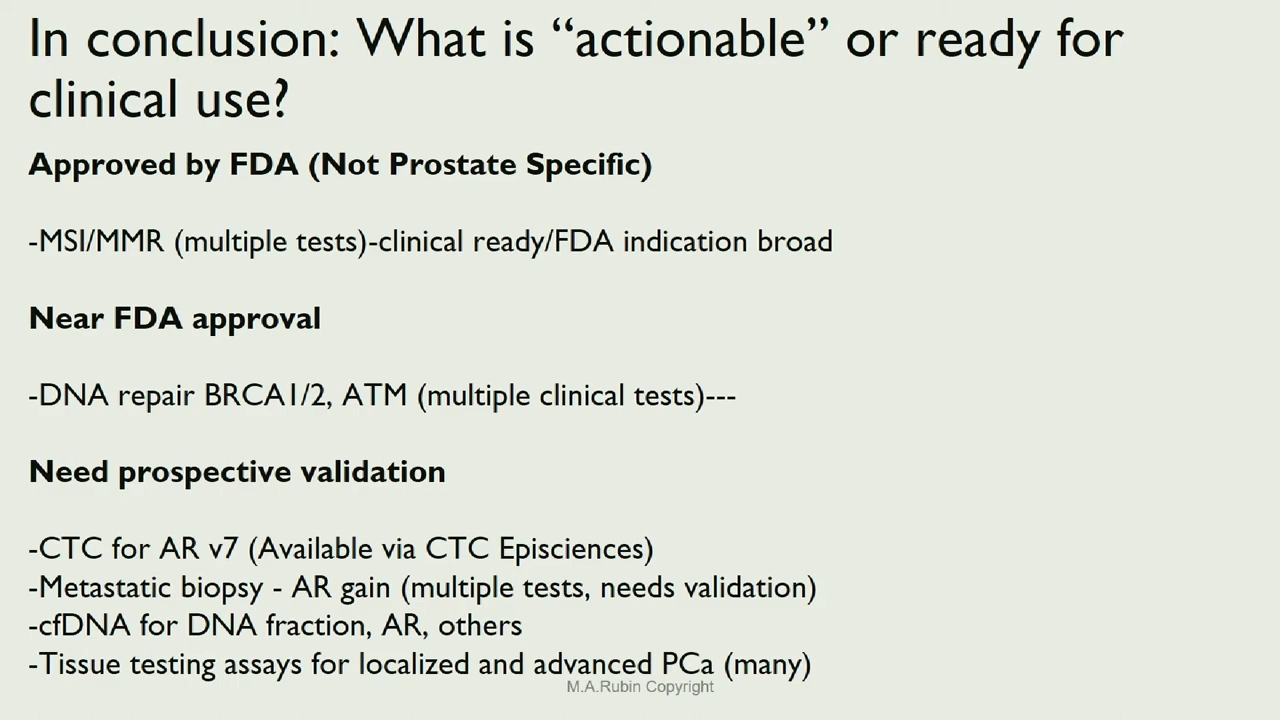 In conclusion: What is “actionable” or ready for
clinical use?
Approved by FDA (Not Prostate Specific)
-MSI/MMR (multiple tests)-clinical ready/FDA indication broad
Near FDA approval
-DNA repair BRCA1/2, ATM (multiple clinical tests)---
Need prospective validation
-CTC for AR v7 (Available via CTC Episciences)
-Metastatic biopsy - AR gain (multiple tests, needs validation)
-cfDNA for DNA fraction, AR, others
-Tissue testing assays for localized and advanced PCa (many)
M.A.Rubin Copyright